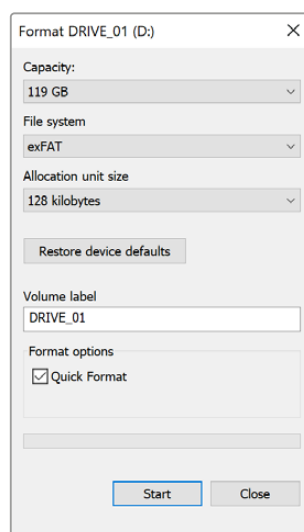 Format DRIVE_01 (D:)
Capacity:
119 GB
File system
exFAT
Allocation unit size
128 kilobytes
Restore device defaults
Volume label
DRIVE_01
Format options
Quick Format
Start Close